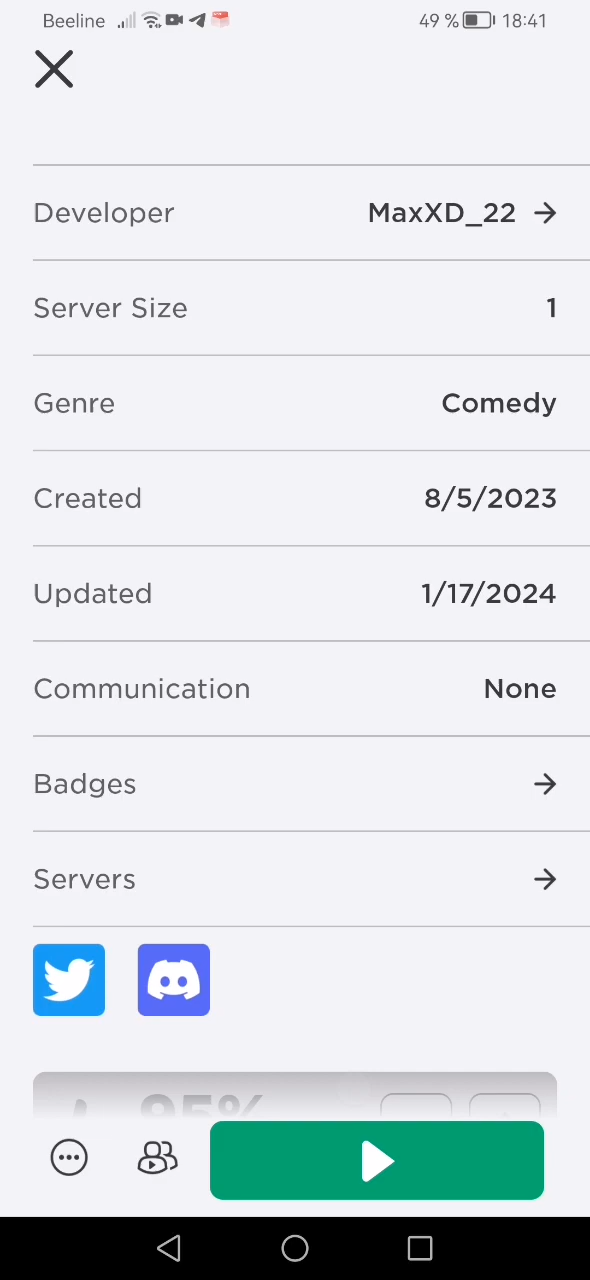 Beeline 49 % 18:41
Developer MaxXD_22
Server Size 1
Genre Comedy
Created 8/5/2023
Updated 1/17/2024
Communication None
Badges
Servers
95%